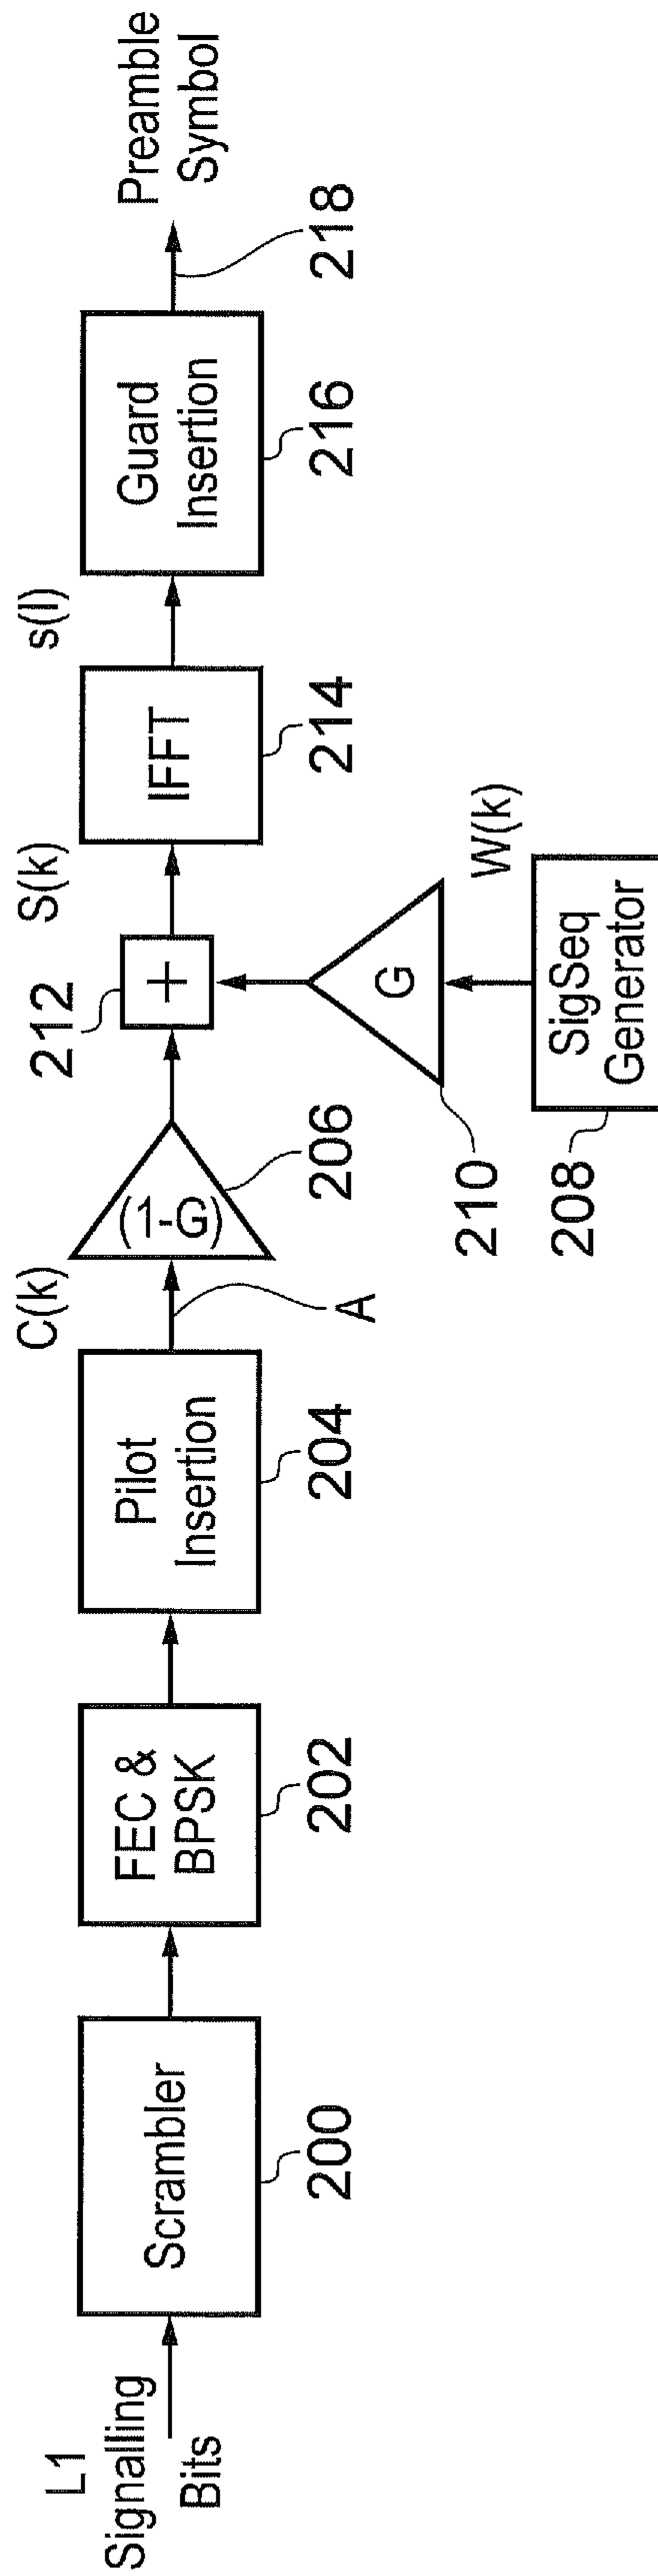 L1
Signalling
Bits
Scrambler
200
FEC &
BPSK
202
Pilot
Insertion
204
C(k)
A
(1-G)
206
212
+
S(k)
IFFT
214
s(l)
Guard
Insertion
216
Preamble
Symbol
218
G
210
W(k)
SigSeq
Generator
208